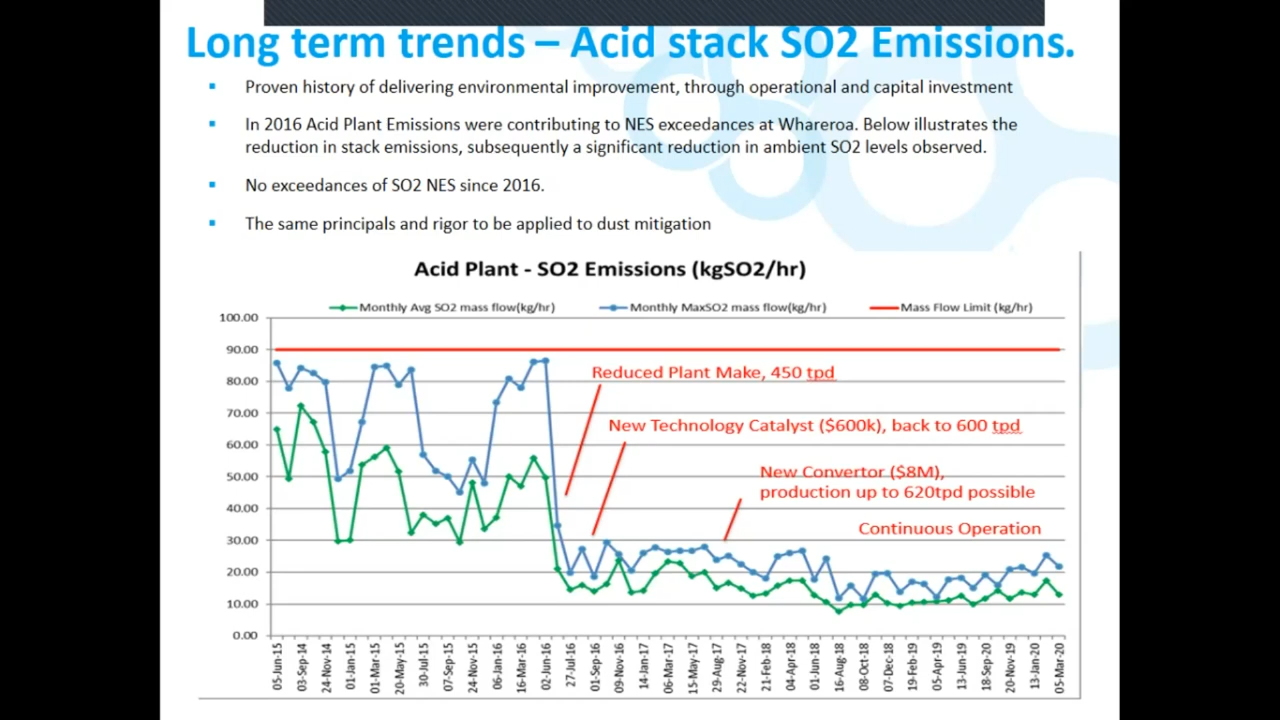 Long term trends – Acid stack SO2 Emissions.
▪ Proven history of delivering environmental improvement, through operational and capital investment
▪ In 2016 Acid Plant Emissions were contributing to NES exceedances at Whareroa. Below illustrates the
reduction in stack emissions, subsequently a significant reduction in ambient SO2 levels observed.
▪ No exceedances of SO2 NES since 2016.
▪ The same principals and rigor to be applied to dust mitigation
Acid Plant - SO2 Emissions (kgSO2/hr)
Monthly Avg SO2 mass flow(kg/hr) Monthly MaxSO2 mass flow(kg/hr) Mass Flow Limit (kg/hr)
100.00
90.00
80.00
70.00
60.00
50.00
40.00
30.00
20.00
10.00
0.00
Reduced Plant Make, 450 tpd
New Technology Catalyst ($600k), back to 600 tpd
New Convertor ($8M),
production up to 620tpd possible
Continuous Operation
05-Jun-15
03-Sep-14
24-Nov-14
01-Jan-15
01-Mar-15
20-May-15
30-Jul-15
07-Sep-15
24-Nov-15
06-Jan-16
16-Mar-16
02-Jun-16
27-Jul-16
01-Sep-16
09-Nov-16
14-Jan-17
06-Mar-17
15-May-17
29-Aug-17
22-Nov-17
21-Feb-18
04-Apr-18
01-Jun-18
16-Aug-18
08-Oct-18
07-Dec-18
19-Feb-19
05-Apr-19
13-Jun-19
18-Sep-20
20-Nov-19
13-Jan-20
05-Mar-20